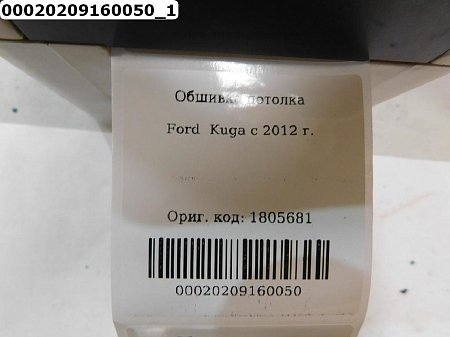 00020209160050_1
Обшивка потолка
Ford Kuga с 2012 г.
Ориг. код: 1805681
00020209160050